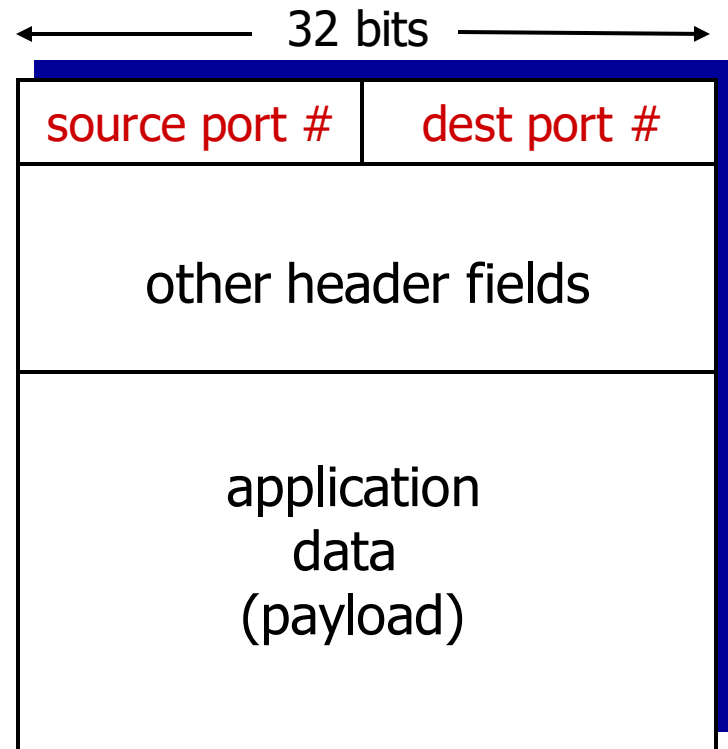 32 bits
source port # dest port #
other header fields
application
data
(payload)